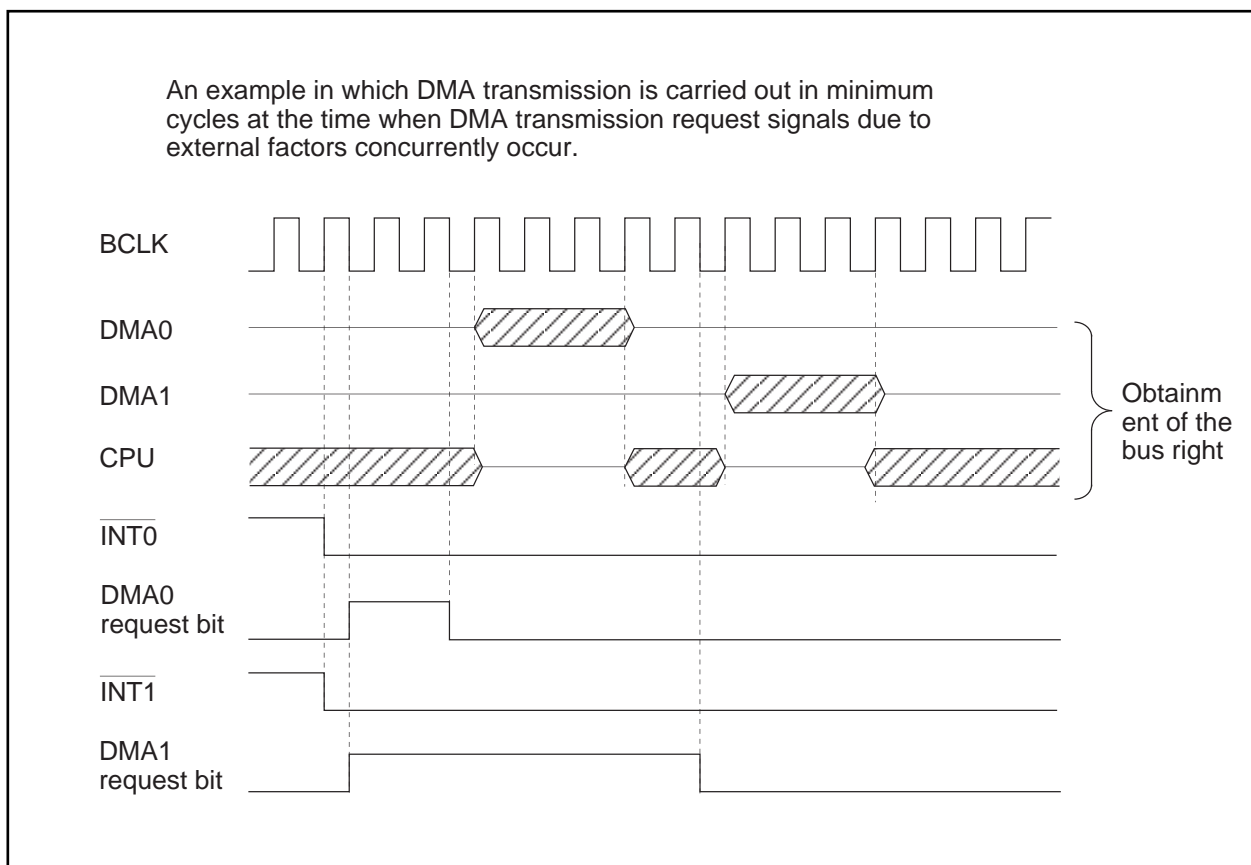 An example in which DMA transmission is carried out in minimum
cycles at the time when DMA transmission request signals due to
external factors concurrently occur.
BCLK
DMA0
DMA1
CPU
Obtainm
ent of the
bus right
INT0
DMA0
request bit
INT1
DMA1
request bit